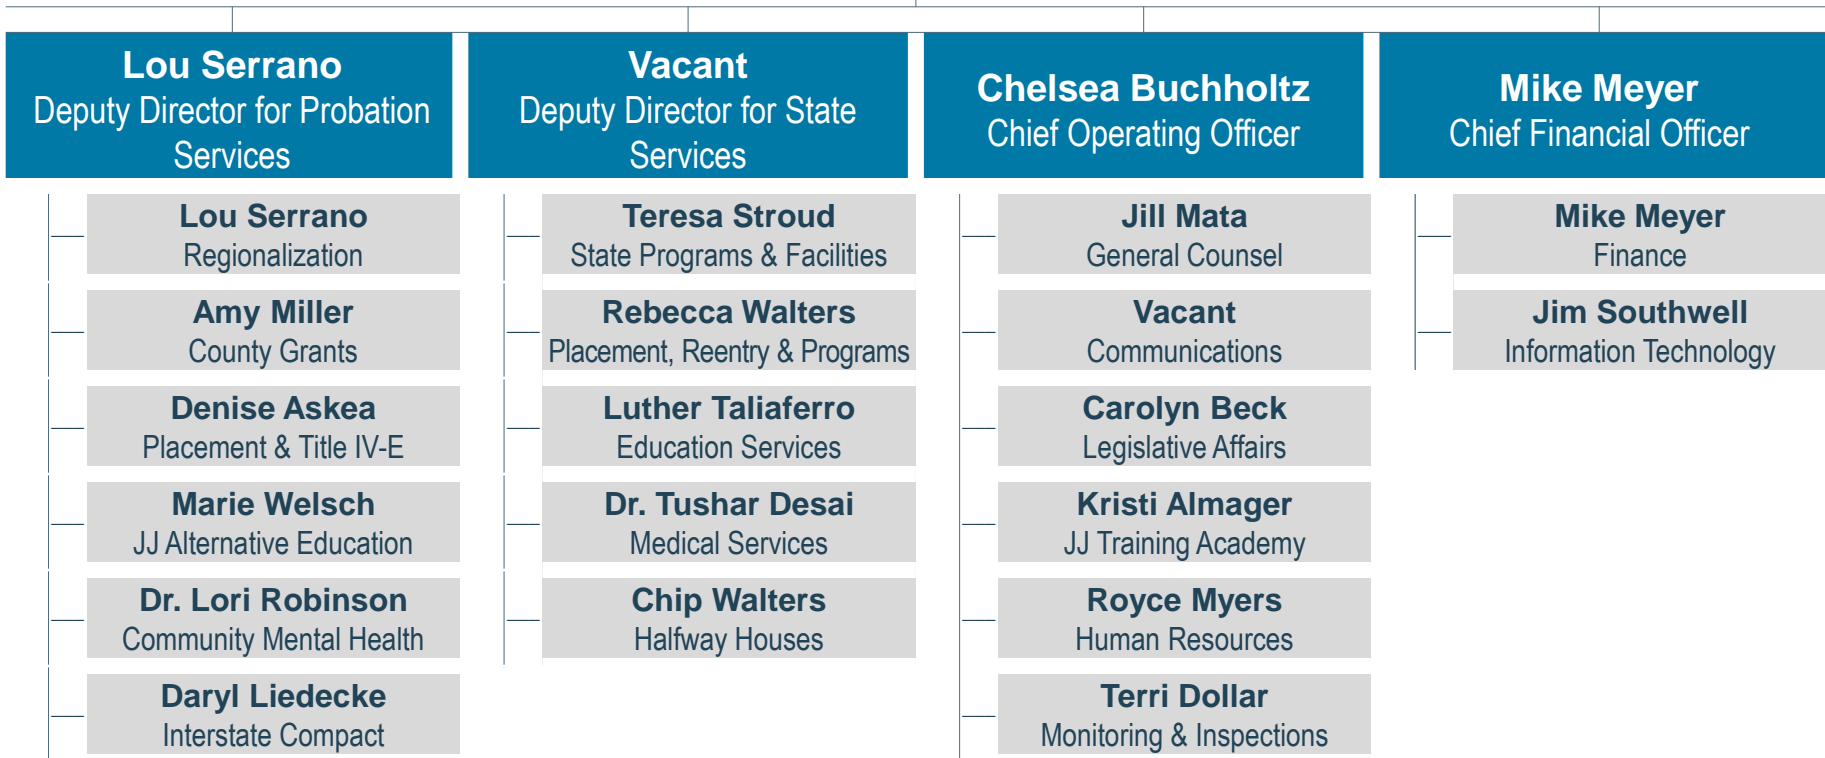 Lou Serrano
Deputy Director for Probation
Services
Vacant
Deputy Director for State
Services
Chelsea Buchholtz
Chief Operating Officer
Mike Meyer
Chief Financial Officer
Lou Serrano
Regionalization
Amy Miller
County Grants
Denise Askea
Placement & Title IV-E
Marie Welsch
JJ Alternative Education
Dr. Lori Robinson
Community Mental Health
Daryl Liedecke
Interstate Compact
Teresa Stroud
State Programs & Facilities
Rebecca Walters
Placement, Reentry & Programs
Luther Taliaferro
Education Services
Dr. Tushar Desai
Medical Services
Chip Walters
Halfway Houses
Jill Mata
General Counsel
Vacant
Communications
Carolyn Beck
Legislative Affairs
Kristi Almager
JJ Training Academy
Royce Myers
Human Resources
Terri Dollar
Monitoring & Inspections
Mike Meyer
Finance
Jim Southwell
Information Technology